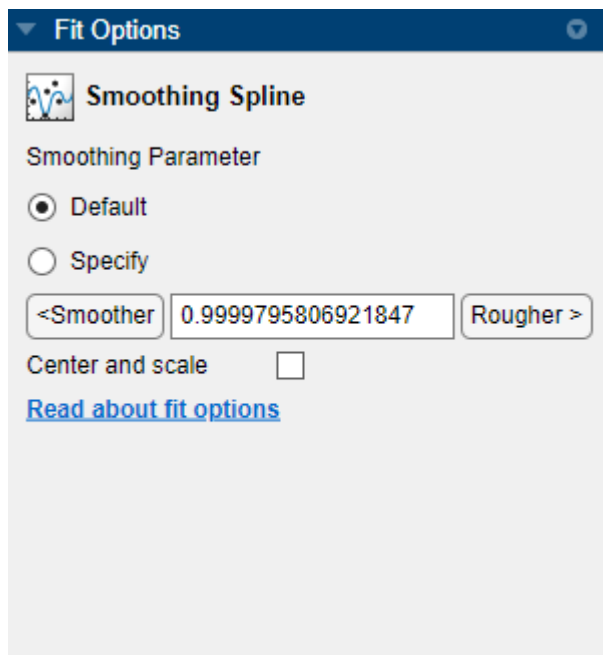 Fit Options
Smoothing Spline
Smoothing Parameter
Default
Specify
<Smoother 0.9999795806921847 Rougher >
Center and scale
Read about fit options